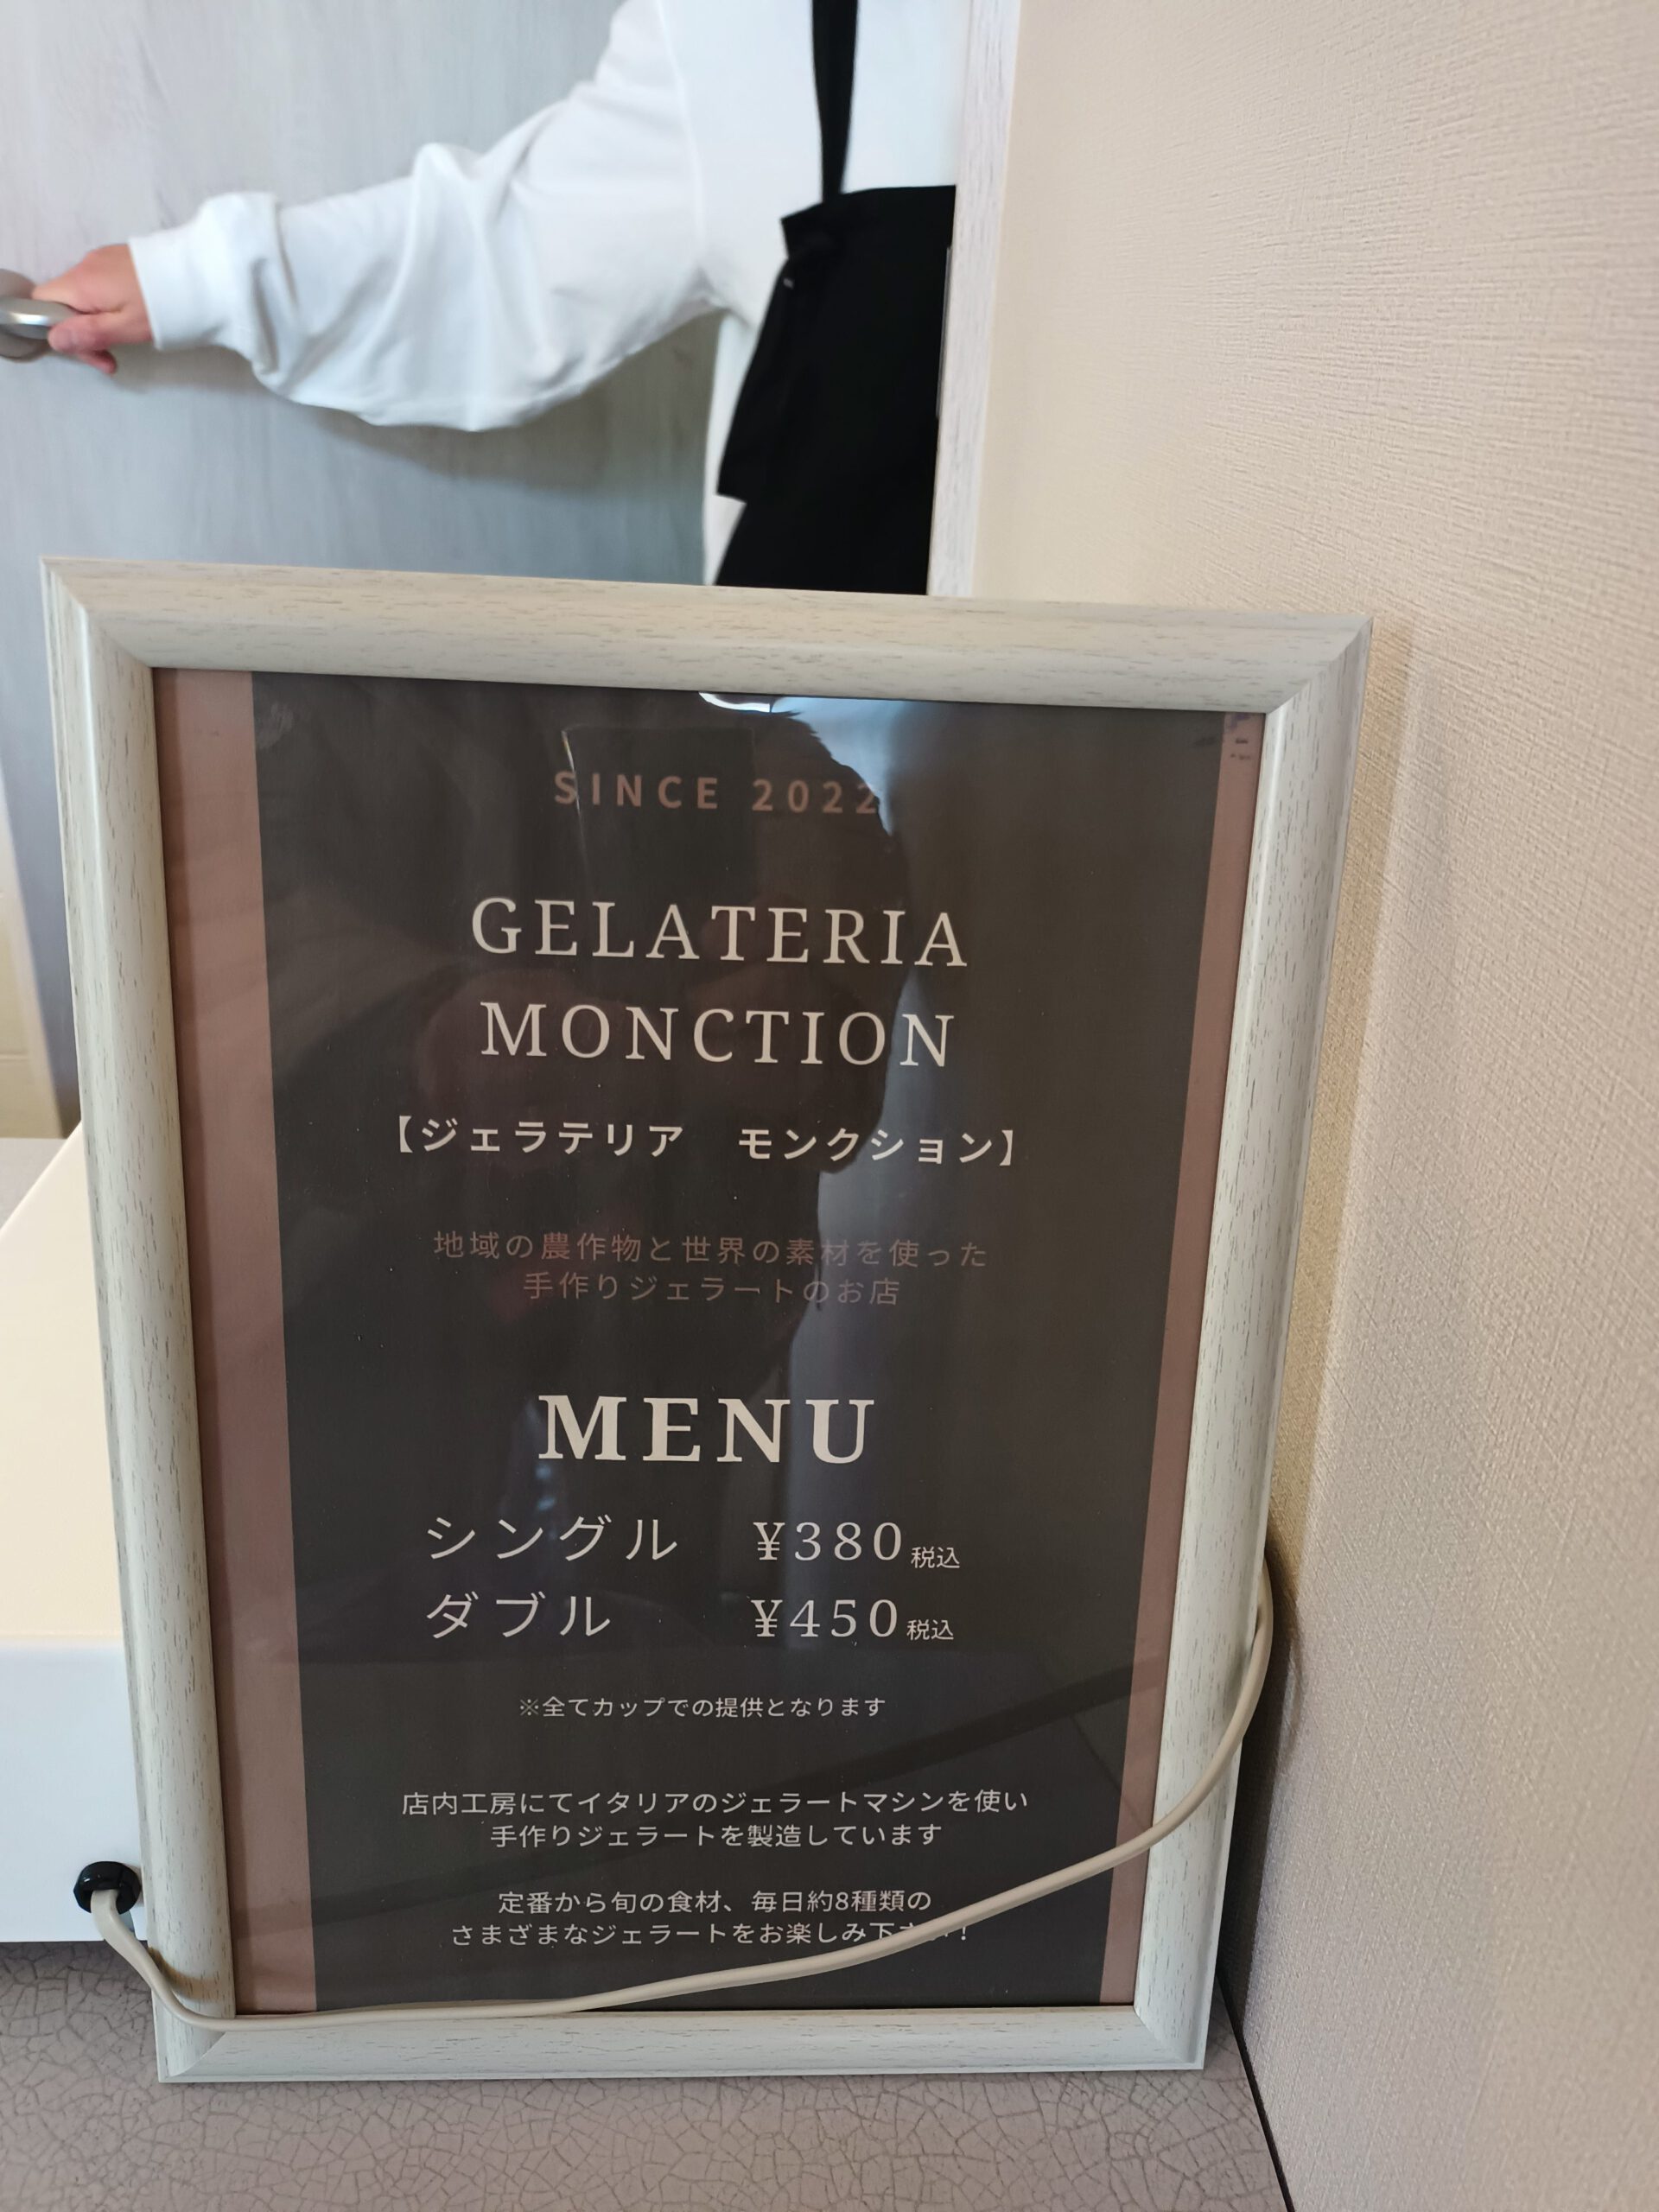 SINCE 2022
GELATERIA
MONCTION
【ジェラテリア　モンクション】
地域の農作物と世界の素材を使った
手作りジェラートのお店
MENU
シングル　¥380税込
ダブル　¥450税込
※全てカップでの提供となります
店内工房にてイタリアのジェラートマシンを使い
手作りジェラートを製造しています
定番から旬の食材、毎日約8種類の
さまざまなジェラートをお楽しみ下さい!